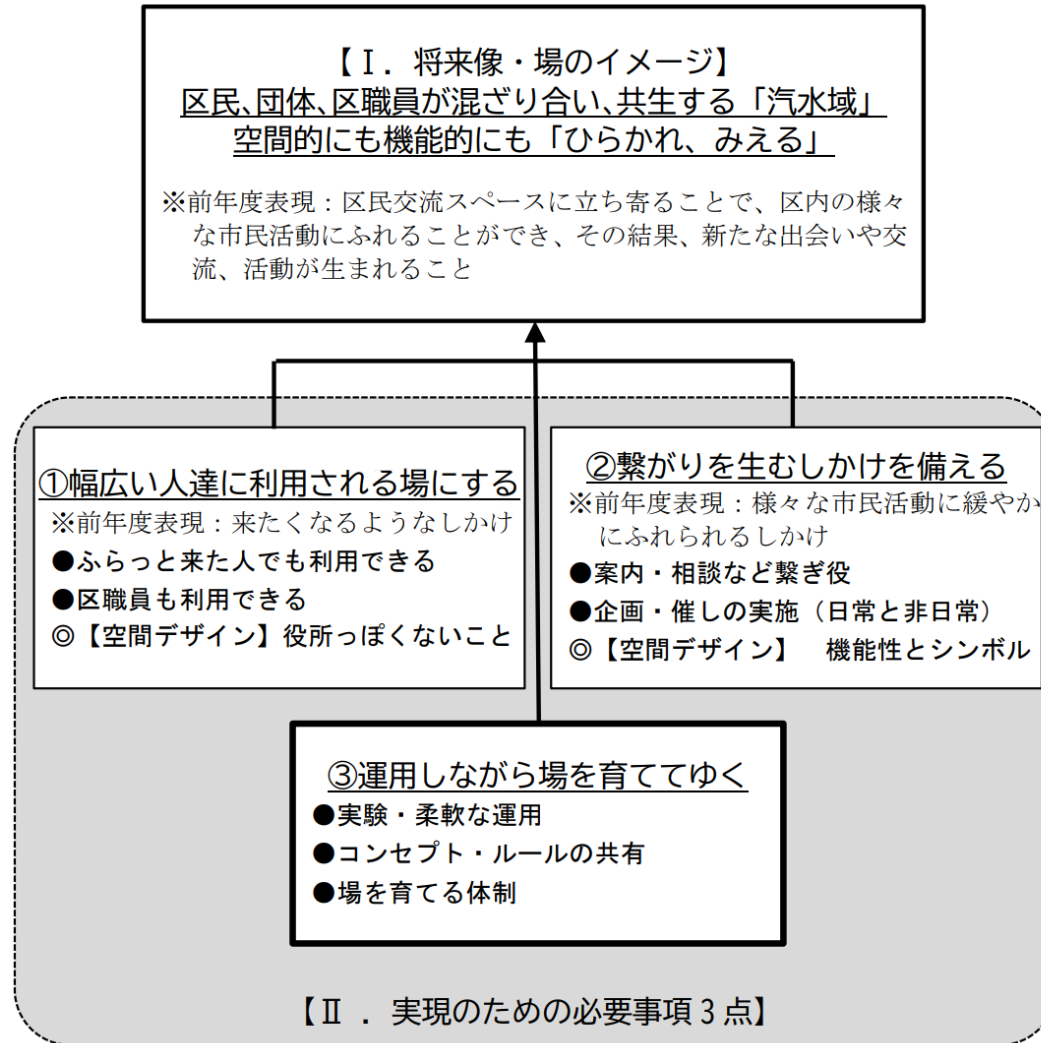 【Ⅰ．将来像・場のイメージ】
区民、団体、区職員が混ざり合い、共生する「汽水域」
空間的にも機能的にも「ひらかれ、みえる」
※前年度表現：区民交流スペースに立ち寄ることで、区内の様々
な市民活動にふれることができ、その結果、新たな出会いや交
流、活動が生まれること
①幅広い人達に利用される場にする
※前年度表現：来たくなるようなしかけ
●ふらっと来た人でも利用できる
●区職員も利用できる
◎【空間デザイン】役所っぽくないこと
②繋がりを生むしかけを備える
※前年度表現：様々な市民活動に緩やか
にふれられるしかけ
●案内・相談など繋ぎ役
●企画・催しの実施（日常と非日常）
◎【空間デザイン】　機能性とシンボル
③運用しながら場を育ててゆく
●実験・柔軟な運用
●コンセプト・ルールの共有
●場を育てる体制
【Ⅱ ．実現のための必要事項３点】